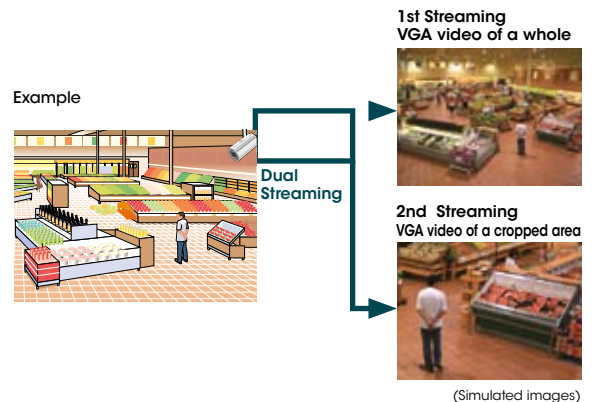 1st Streaming
VGA video of a whole
Example
Dual
Streaming
2nd Streaming
VGA video of a cropped area
(Simulated images)